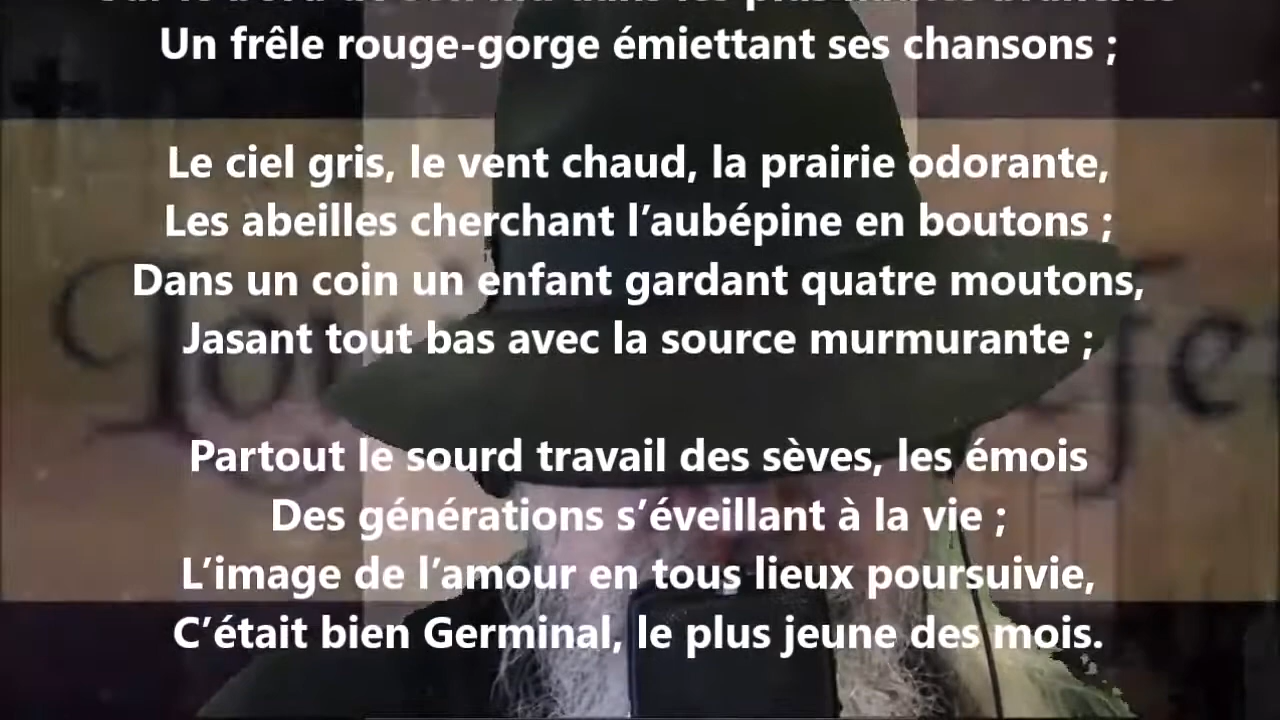 Un frêle rouge-gorge émiettant ses chansons ;
Le ciel gris, le vent chaud, la prairie odorante,
Les abeilles cherchant l’aubépine en boutons ;
Dans un coin un enfant gardant quatre moutons,
Jasant tout bas avec la source murmurante ;
Partout le sourd travail des sèves, les émois
Des générations s’éveillant à la vie ;
L’image de l’amour en tous lieux poursuivie,
C’était bien Germinal, le plus jeune des mois.